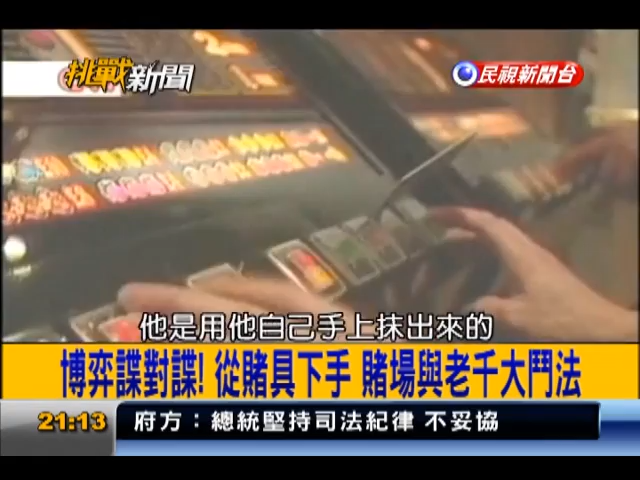 挑戰新聞
民視新聞台
他是用他自己手上抹出來的
博弈諜對諜! 從賭具下手 賭場與老千大鬥法
21:13 府方：總統堅持司法紀律 不妥協